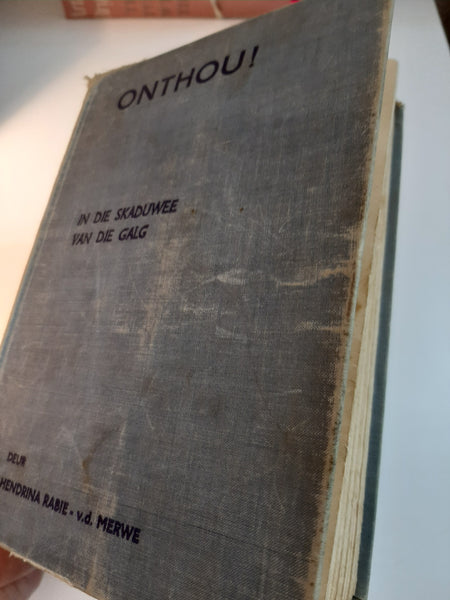 ONTHOU!
IN DIE SKADUWEE
VAN DIE GALG
DEUR
HENDRINA RABIE - v.d. MERWE